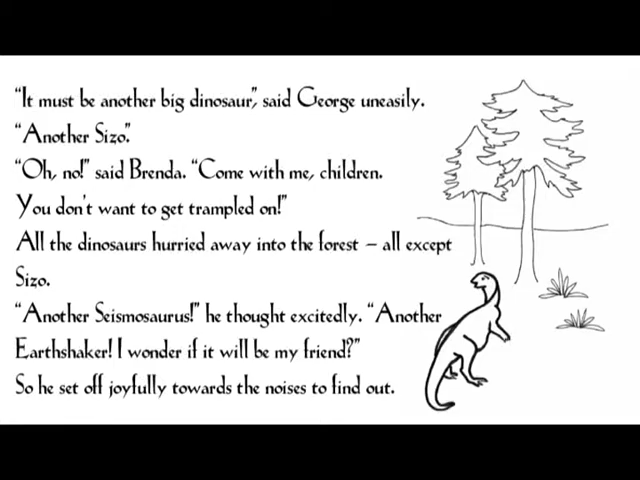 “It must be another big dinosaur”, said George uneasily.
“Another Sizo”.
“Oh, no!” said Brenda. “Come with me, children.
You don’t want to get trampled on!”
All the dinosaurs hurried away into the forest – all except
Sizo.
“Another Seismosaurus!” he thought excitedly. “Another
Earthshaker! I wonder if it will be my friend?”
So he set off joyfully towards the noises to find out.